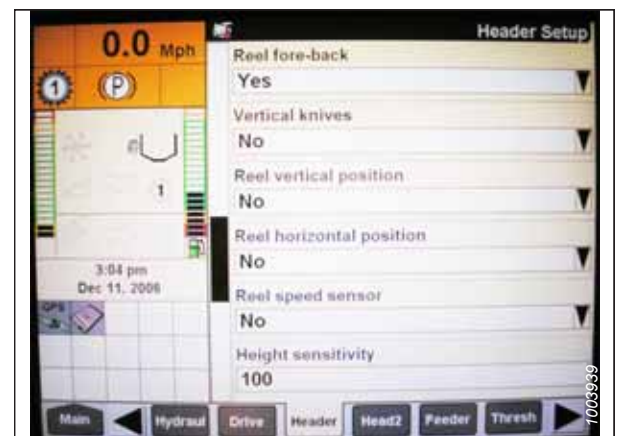 0.0 Mph
Header Setup
1
(P)
Reel fore-back
Yes
Vertical knives
No
Reel vertical position
No
1
Reel horizontal position
No
3:04 pm
Dec 11, 2006
GPS
Reel speed sensor
No
Height sensitivity
100
Main
Hydraul
Drive
Header
Head2
Feeder
Thresh
1003939